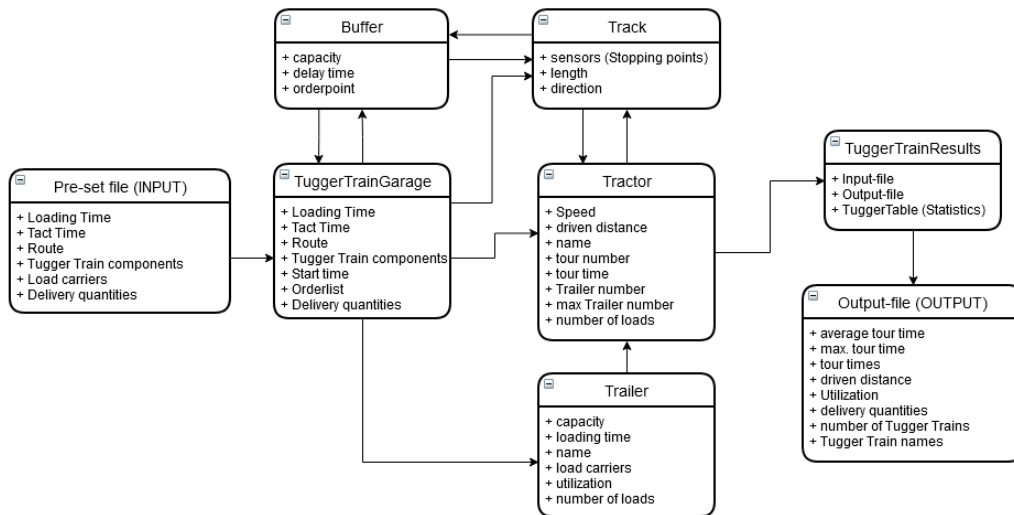 Buffer
+ capacity
+ delay time
+ orderpoint
Track
+ sensors (Stopping points)
+ length
+ direction
Pre-set file (INPUT)
+ Loading Time
+ Tact Time
+ Route
+ Tugger Train components
+ Load carriers
+ Delivery quantities
TuggerTrainGarage
+ Loading Time
+ Tact Time
+ Route
+ Tugger Train components
+ Start time
+ Orderlist
+ Delivery quantities
Tractor
+ Speed
+ driven distance
+ name
+ tour number
+ tour time
+ Trailer number
+ max Trailer number
+ number of loads
TuggerTrainResults
+ Input-file
+ Output-file
+ TuggerTable (Statistics)
Trailer
+ capacity
+ loading time
+ name
+ load carriers
+ utilization
+ number of loads
Output-file (OUTPUT)
+ average tour time
+ max. tour time
+ tour times
+ driven distance
+ Utilization
+ delivery quantities
+ number of Tugger Trains
+ Tugger Train names